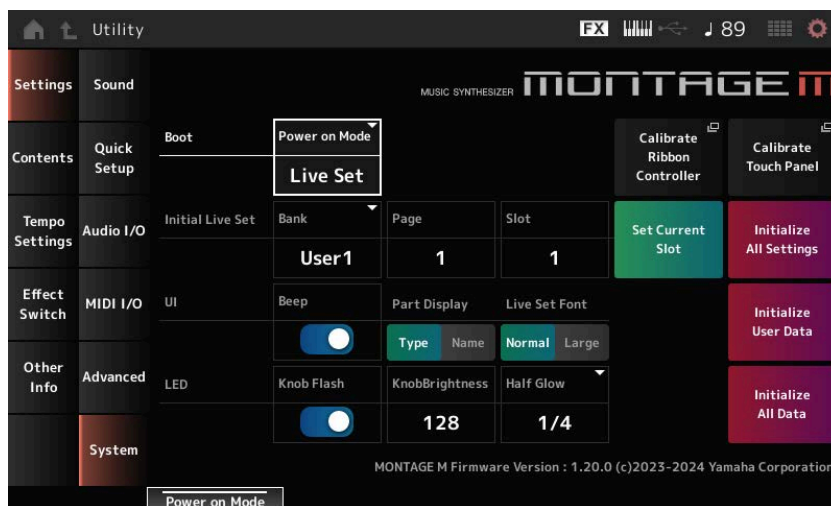 Utility
FX
89
Settings
Sound
MUSIC SYNTHESIZER MONTAGE M
Contents
Quick
Setup
Boot
Power on Mode
Live Set
Calibrate
Ribbon
Controller
Calibrate
Touch Panel
Tempo
Settings
Audio I/O
Initial Live Set
Bank
User1
Page
1
Slot
1
Set Current
Slot
Initialize
All Settings
Effect
Switch
MIDI I/O
UI
Beep
Part Display
Type
Name
Live Set Font
Normal
Large
Initialize
User Data
Other
Info
Advanced
LED
Knob Flash
KnobBrightness
128
Half Glow
1/4
Initialize
All Data
System
MONTAGE M Firmware Version : 1.20.0 (c)2023-2024 Yamaha Corporation
Power on Mode